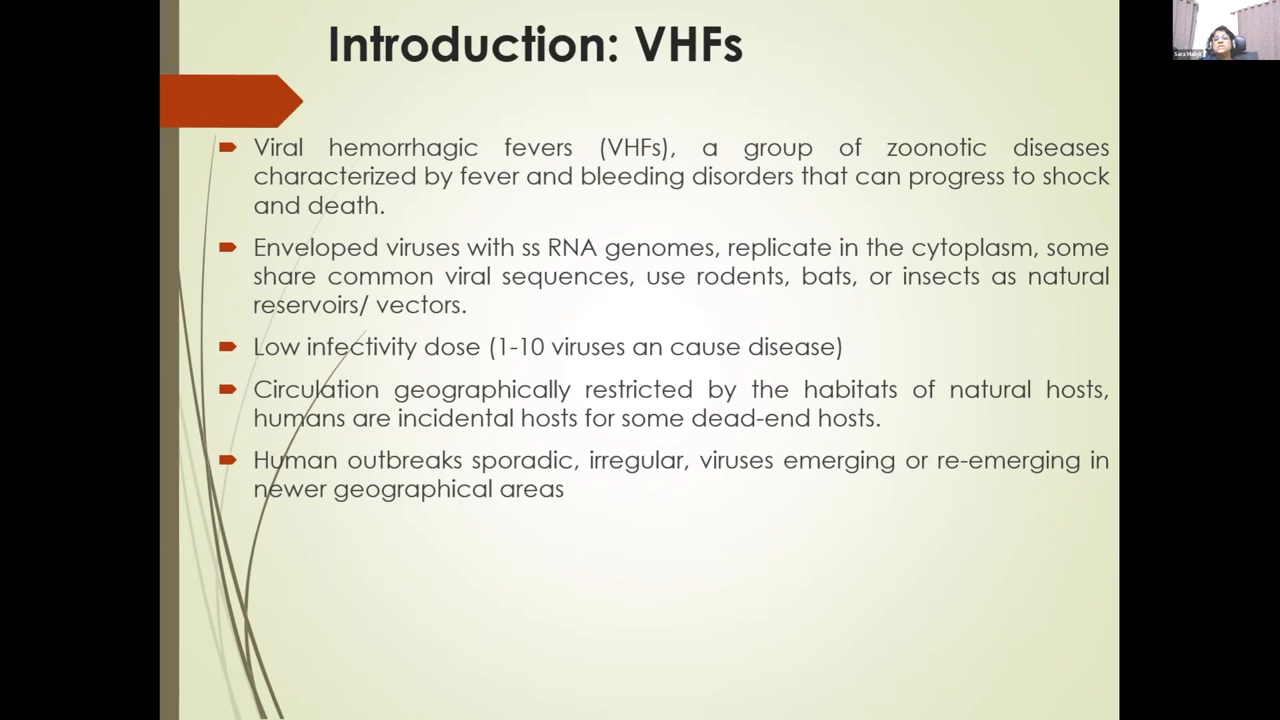 Introduction: VHFs
Viral hemorrhagic fevers (VHFs), a group of zoonotic diseases
characterized by fever and bleeding disorders that can progress to shock
and death.
Enveloped viruses with ss RNA genomes, replicate in the cytoplasm, some
share common viral sequences, use rodents, bats, or insects as natural
reservoirs/ vectors.
Low infectivity dose (1-10 viruses an cause disease)
Circulation geographically restricted by the habitats of natural hosts,
humans are incidental hosts for some dead-end hosts.
Human outbreaks sporadic, irregular, viruses emerging or re-emerging in
newer geographical areas